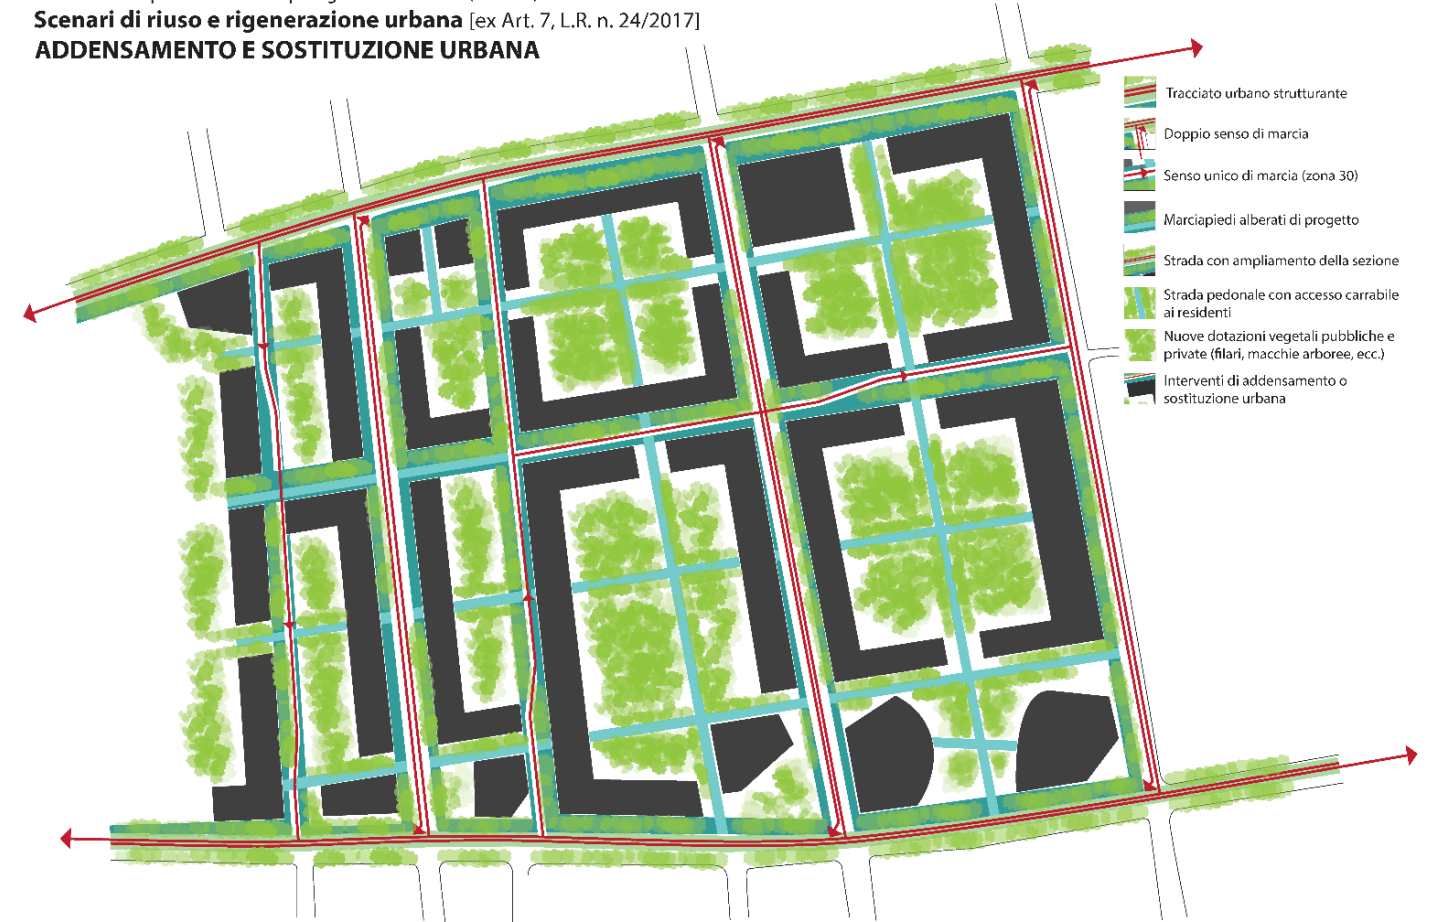 Scenari di riuso e rigenerazione urbana [ex Art. 7, L.R. n. 24/2017]
ADDENSAMENTO E SOSTITUZIONE URBANA
Tracciato urbano strutturante
Doppio senso di marcia
Senso unico di marcia (zona 30)
Marciapiedi alberati di progetto
Strada con ampliamento della sezione
Strada pedonale con accesso carrabile
ai residenti
Nuove dotazioni vegetali pubbliche e
private (filari, macchie arboree, ecc.)
Interventi di addensamento o
sostituzione urbana